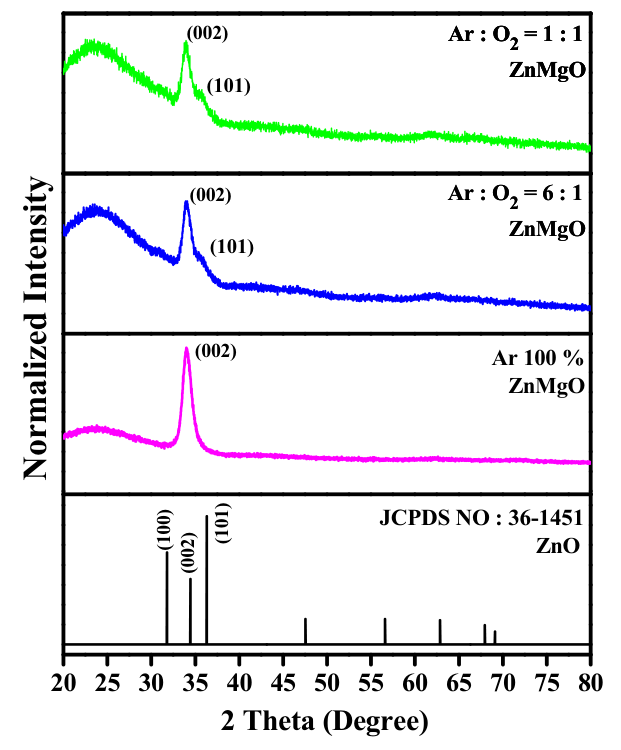 Normalized Intensity
(002)
(101)
Ar : O2 = 1 : 1
ZnMgO
(002)
(101)
Ar : O2 = 6 : 1
ZnMgO
(002)
Ar 100 %
ZnMgO
(100)
(002)
(101)
JCPDS NO : 36-1451
ZnO
20 25 30 35 40 45 50 55 60 65 70 75 80
2 Theta (Degree)